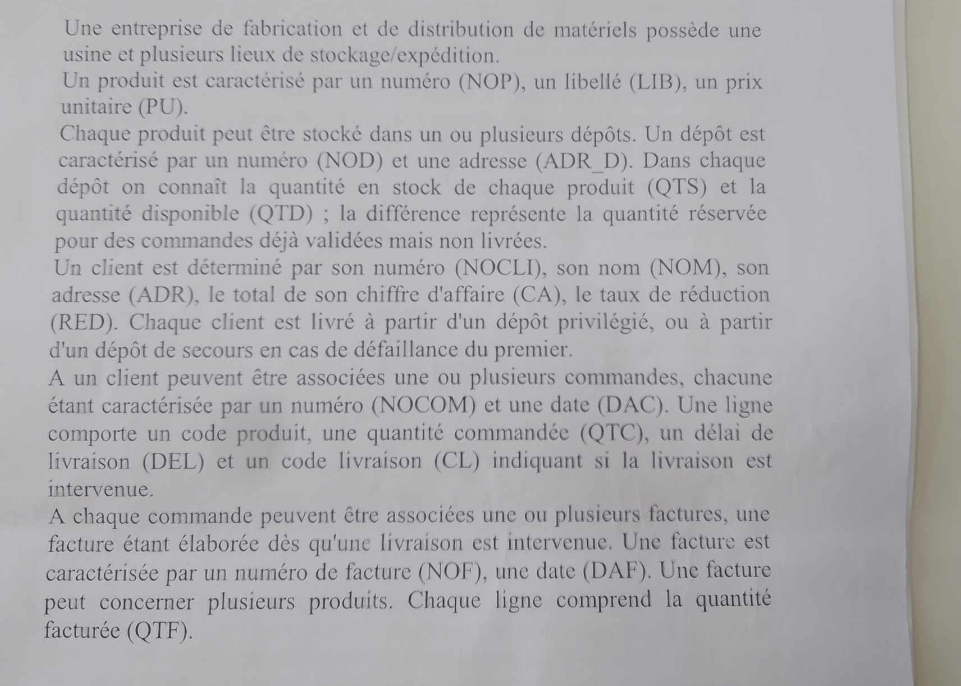 Une entreprise de fabrication et de distribution de matériels possède une
usine et plusieurs lieux de stockage/expédition.
Un produit est caractérisé par un numéro (NOP), un libellé (LIB), un prix
unitaire (PU).
Chaque produit peut être stocké dans un ou plusieurs dépôts. Un dépôt est
caractérisé par un numéro (NOD) et une adresse (ADR_D). Dans chaque
dépôt on connaît la quantité en stock de chaque produit (QTS) et la
quantité disponible (QTD) ; la différence représente la quantité réservée
pour des commandes déjà validées mais non livrées.
Un client est déterminé par son numéro (NOCLI), son nom (NOM), son
adresse (ADR), le total de son chiffre d'affaire (CA), le taux de réduction
(RED). Chaque client est livré à partir d'un dépôt privilégié, ou à partir
d'un dépôt de secours en cas de défaillance du premier.
A un client peuvent être associées une ou plusieurs commandes, chacune
étant caractérisée par un numéro (NOCOM) et une date (DAC). Une ligne
comporte un code produit, une quantité commandée (QTC), un délai de
livraison (DEL) et un code livraison (CL) indiquant si la livraison est
intervenue.
A chaque commande peuvent être associées une ou plusieurs factures, une
facture étant élaborée dès qu'une livraison est intervenue. Une facture est
caractérisée par un numéro de facture (NOF), une date (DAF). Une facture
peut concerner plusieurs produits. Chaque ligne comprend la quantité
facturée (QTF).